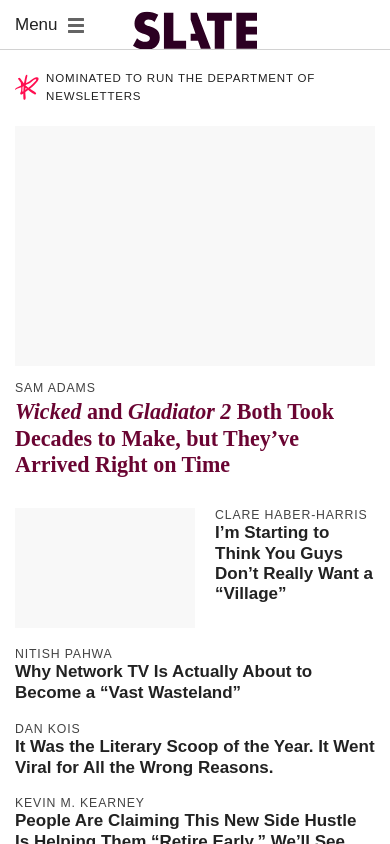 Menu
SLATE
NOMINATED TO RUN THE DEPARTMENT OF
NEWSLETTERS
SAM ADAMS
Wicked and Gladiator 2 Both Took
Decades to Make, but They’ve
Arrived Right on Time
CLARE HABER-HARRIS
I’m Starting to
Think You Guys
Don’t Really Want a
“Village”
NITISH PAHWA
Why Network TV Is Actually About to
Become a “Vast Wasteland”
DAN KOIS
It Was the Literary Scoop of the Year. It Went
Viral for All the Wrong Reasons.
KEVIN M. KEARNEY
People Are Claiming This New Side Hustle
Is Helping Them “Retire Early.” We’ll See